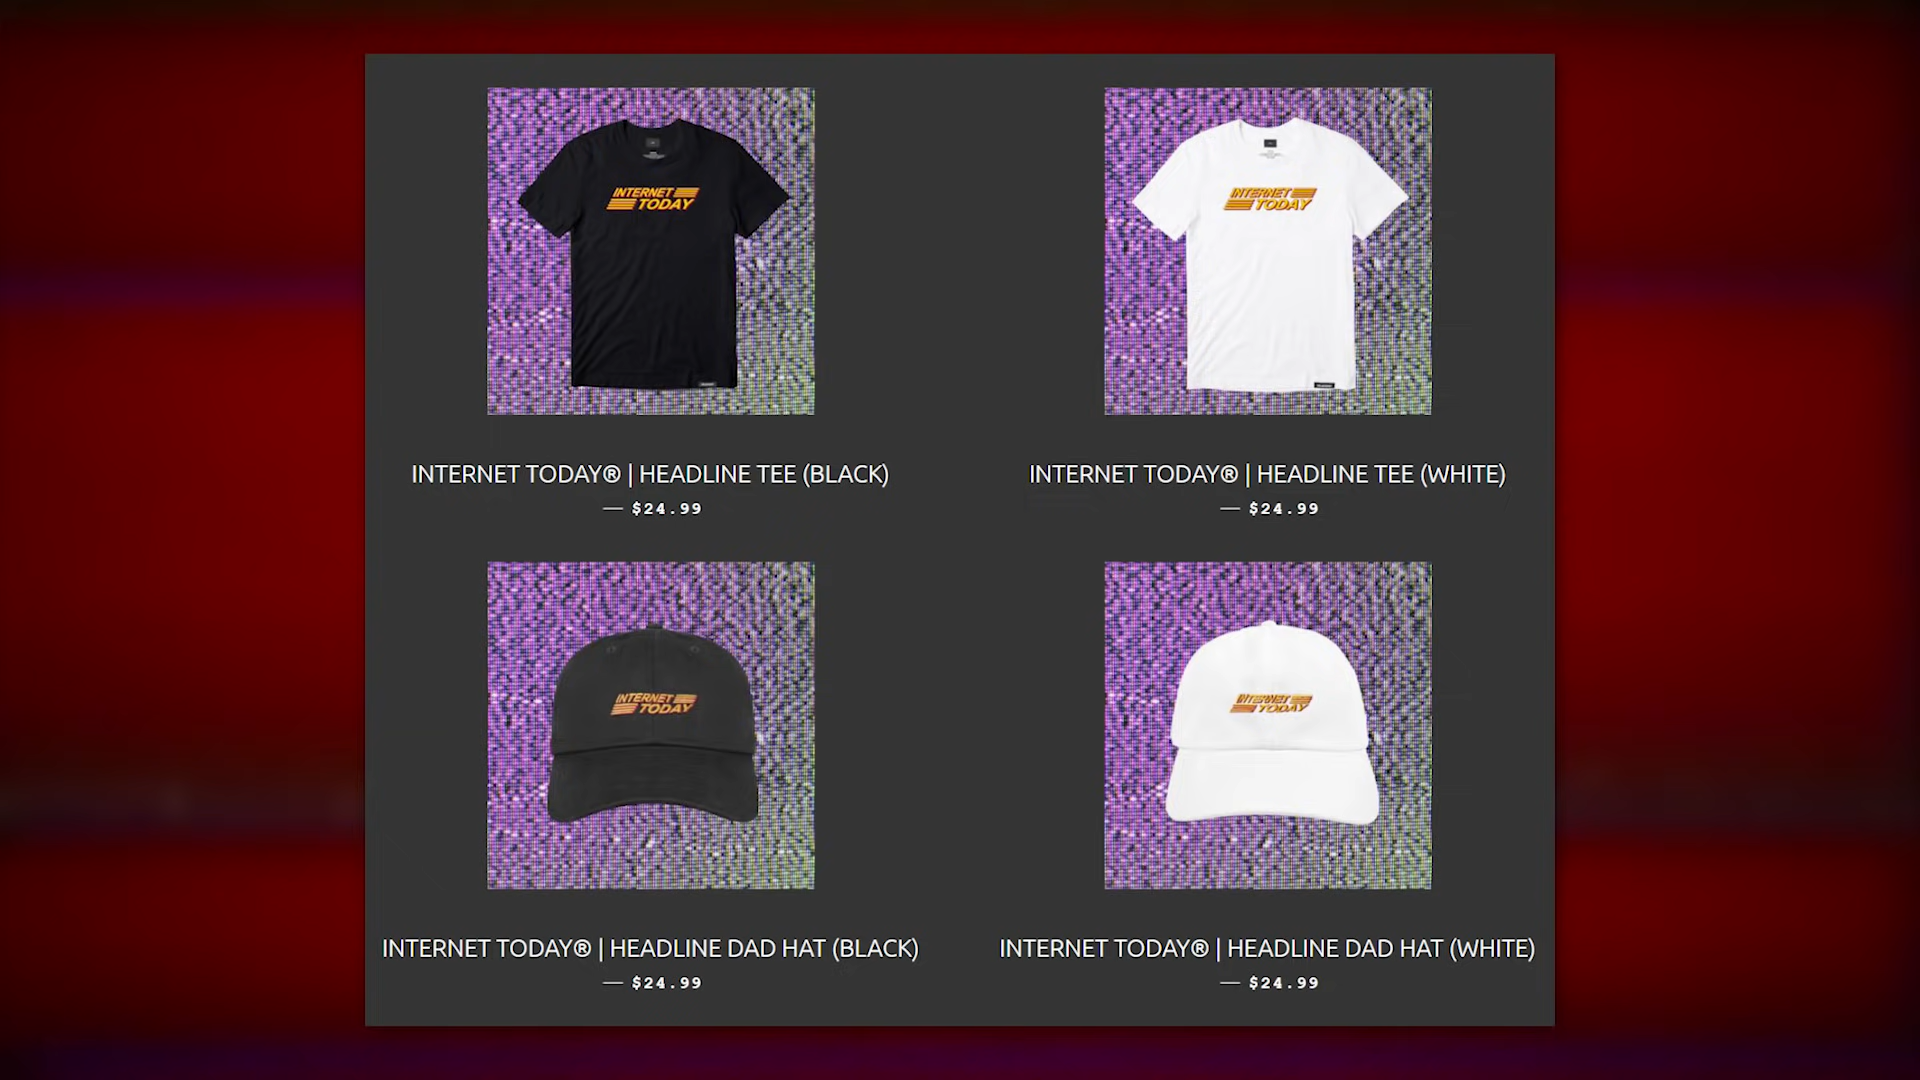 INTERNET
TODAY
INTERNET
TODAY
INTERNET TODAY® | HEADLINE TEE (BLACK)
— $24.99
INTERNET TODAY® | HEADLINE TEE (WHITE)
— $24.99
INTERNET
TODAY
INTERNET
TODAY
INTERNET TODAY® | HEADLINE DAD HAT (BLACK)
— $24.99
INTERNET TODAY® | HEADLINE DAD HAT (WHITE)
— $24.99